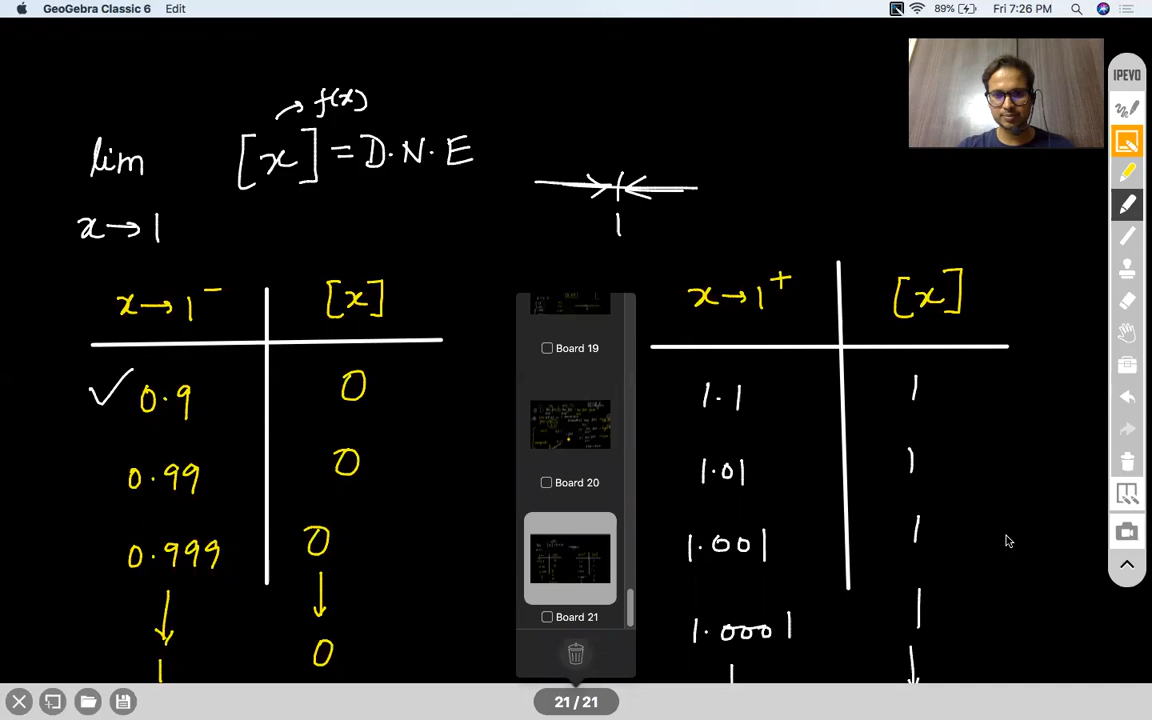 GeoGebra Classic 6 Edit 89% Fri 7:26 PM
IPEVO
f(x)
lim [x] = D.N.E
x→1
1
x→1⁻ [x]
0.9 0
0.99 0
0.999 0
1 0
x→1⁺ [x]
1.1 1
1.01 1
1.001 1
1.0001 1
Board 19
Board 20
Board 21
21 / 21